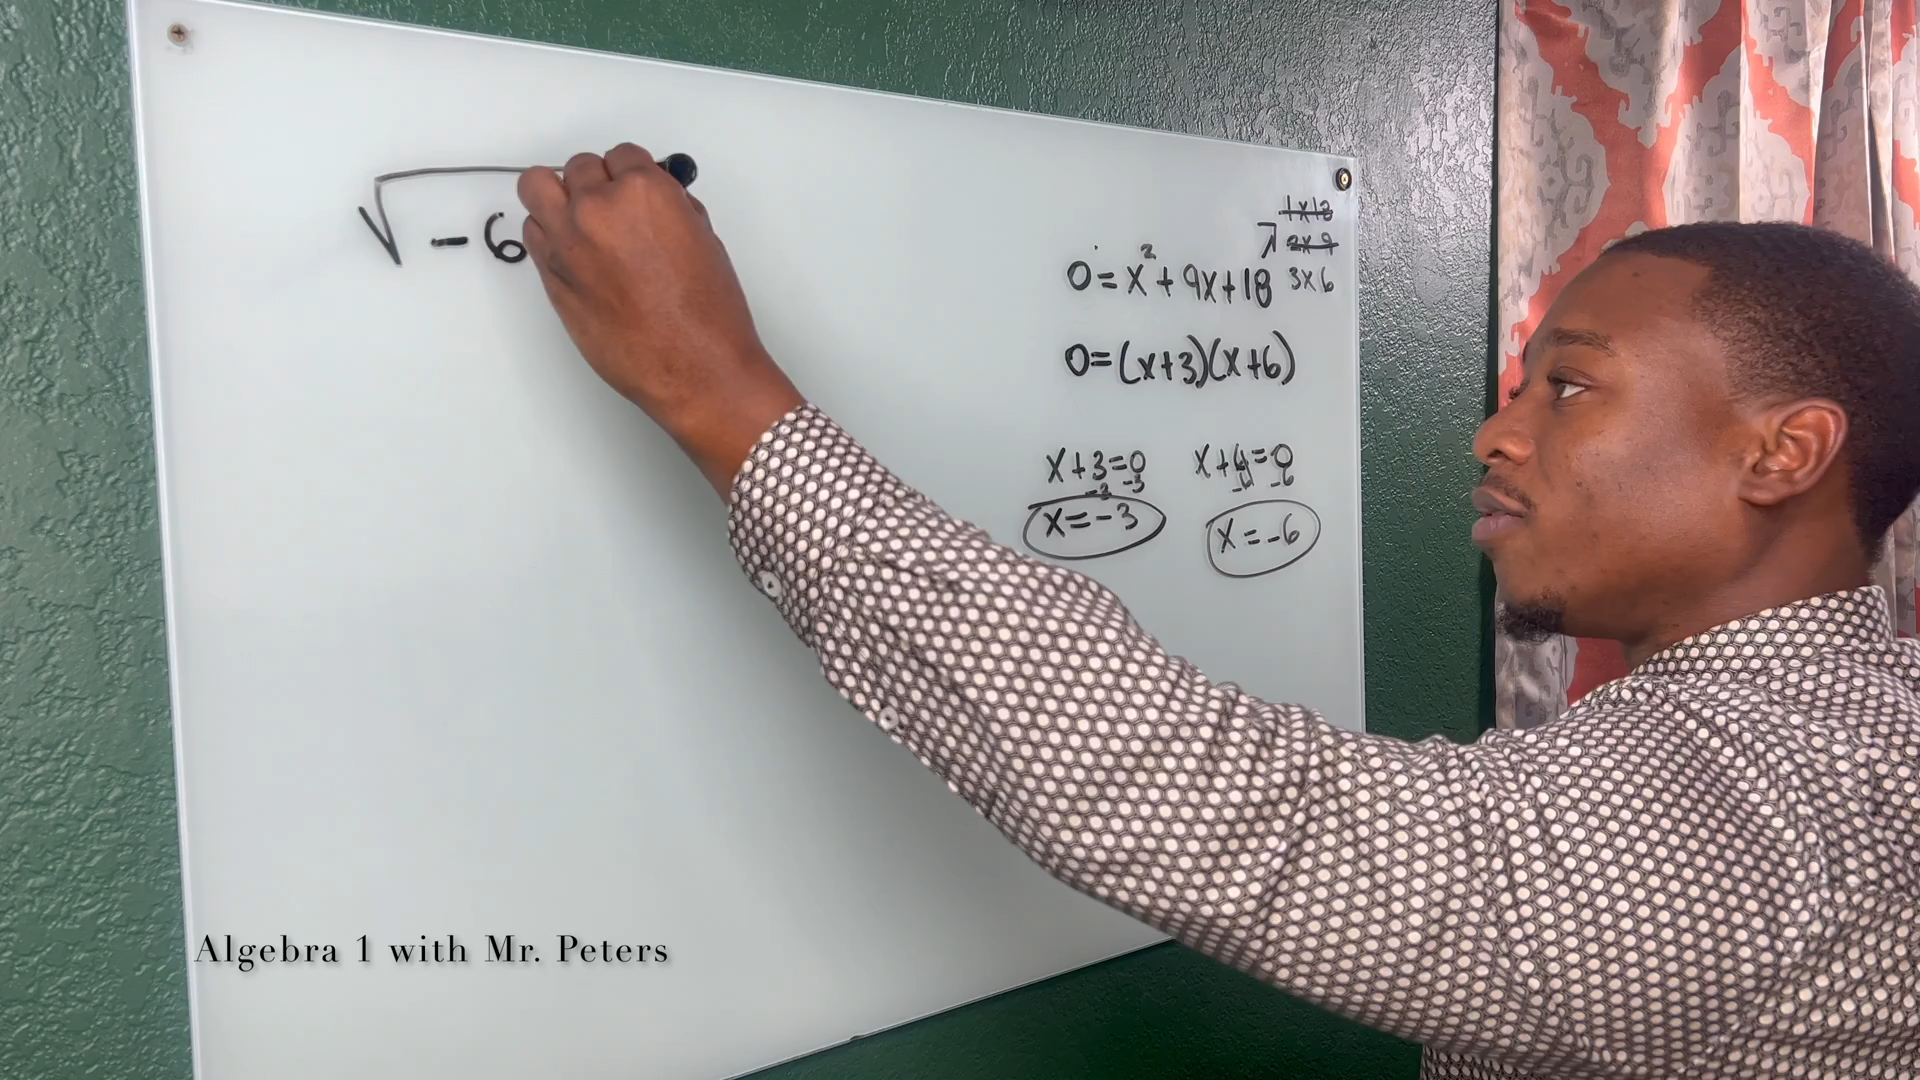 √-6
1x18
2x9
0=x²+9x+18 3x6
0=(x+3)(x+6)
x+3=0 x+6=0
-3 -3 -6 -6
x=-3 x=-6
Algebra 1 with Mr. Peters